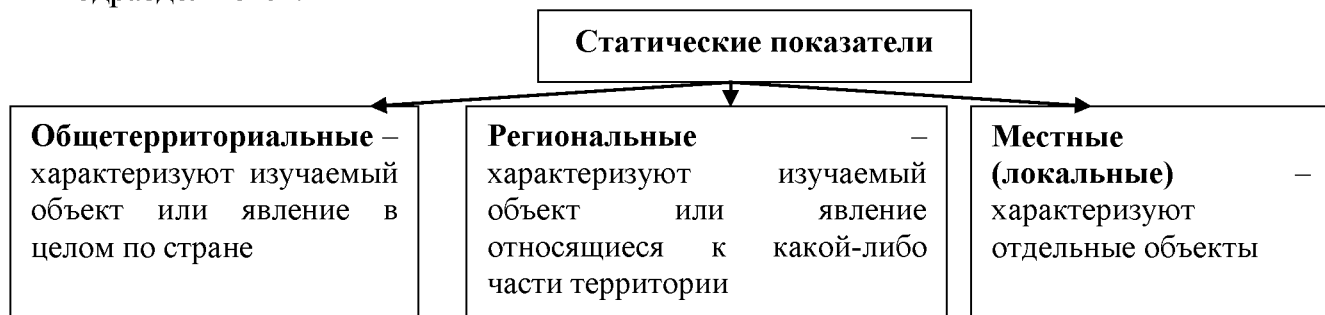 Статические показатели
Общетерриториальные –
характеризуют изучаемый
объект или явление в
целом по стране
Региональные –
характеризуют изучаемый
объект или явление
относящиеся к какой-либо
части территории
Местные
(локальные) –
характеризуют
отдельные объекты